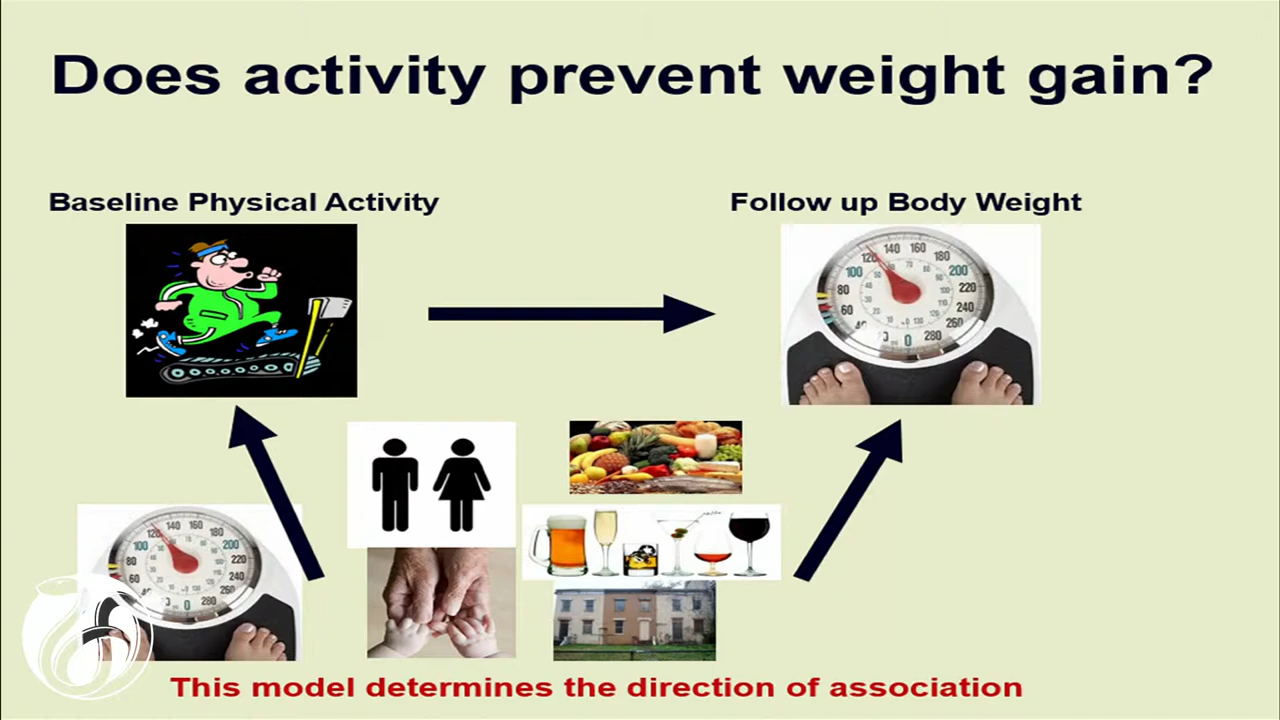 Does activity prevent weight gain?
Baseline Physical Activity
Follow up Body Weight
This model determines the direction of association